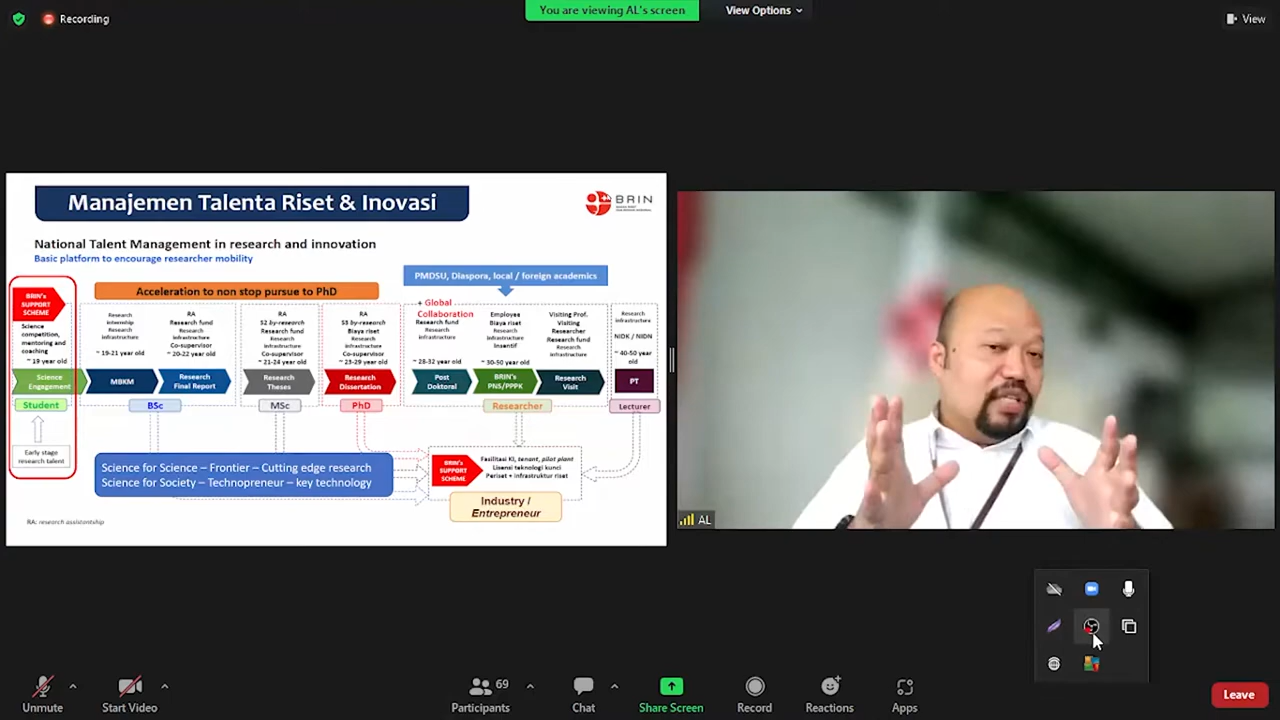 Recording
You are viewing AL's screen
View Options
View
Manajemen Talenta Riset & Inovasi
BRIN
National Talent Management in research and innovation
Basic platform to encourage researcher mobility
PMDSU, Diaspora, local / foreign academics
Acceleration to non stop pursue to PhD
BRIN's
SUPPORT
SCHEME
Science
competition,
mentoring and
coaching
~ 19 year old
Research
internship
Research
infrastructure
~ 19-21 year old
RA
Research fund
Research
infrastructure
Co-supervisor
~ 20-22 year old
RA
S2 by-research
Research fund
Research
infrastructure
Co-supervisor
~21-24 year old
RA
S3 by-research
Biaya riset
Research
infrastructure
Co-supervisor
~ 23-29 year old
+ Global
Collaboration
Research fund
Research
infrastructure
~ 28-32 year old
Employee
Biaya riset
Research
infrastructure
Insentif
~ 30-50 year old
Visiting Prof.
Visiting
Researcher
Research fund
Research
infrastructure
Research
infrastructure
NIDK / NIDN
~ 40-50 year
old
Science
Engagement
MBKM
Research
Final Report
Research
Theses
Research
Dissertation
Post
Doktoral
BRIN's
PNS/PPPK
Research
Visit
PT
Student
BSc
MSc
PhD
Researcher
Lecturer
Early stage
research talent
Science for Science – Frontier – Cutting edge research
Science for Society – Technopreneur – key technology
BRIN's
SUPPORT
SCHEME
Fasilitasi KI, tenant, pilot plant
Lisensi teknologi kunci
Periset + infrastruktur riset
Industry /
Entrepreneur
RA: research assistantship
AL
Unmute
Start Video
69
Participants
Chat
Share Screen
Record
Reactions
Apps
Leave